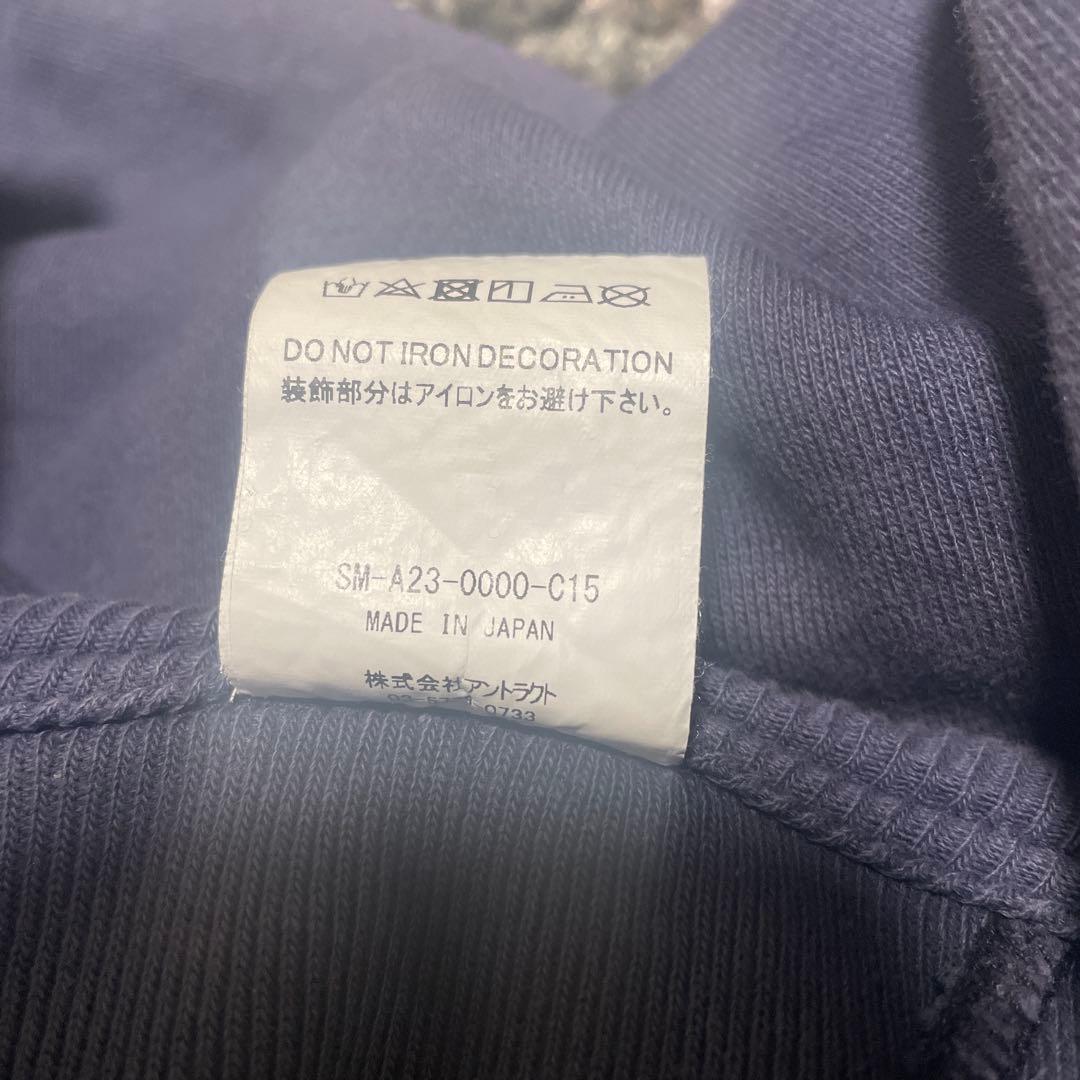 DO NOT IRON DECORATION
装飾部分はアイロンをお避け下さい。
SM-A23-0000-C15
MADE IN JAPAN
株式会社アントラクト